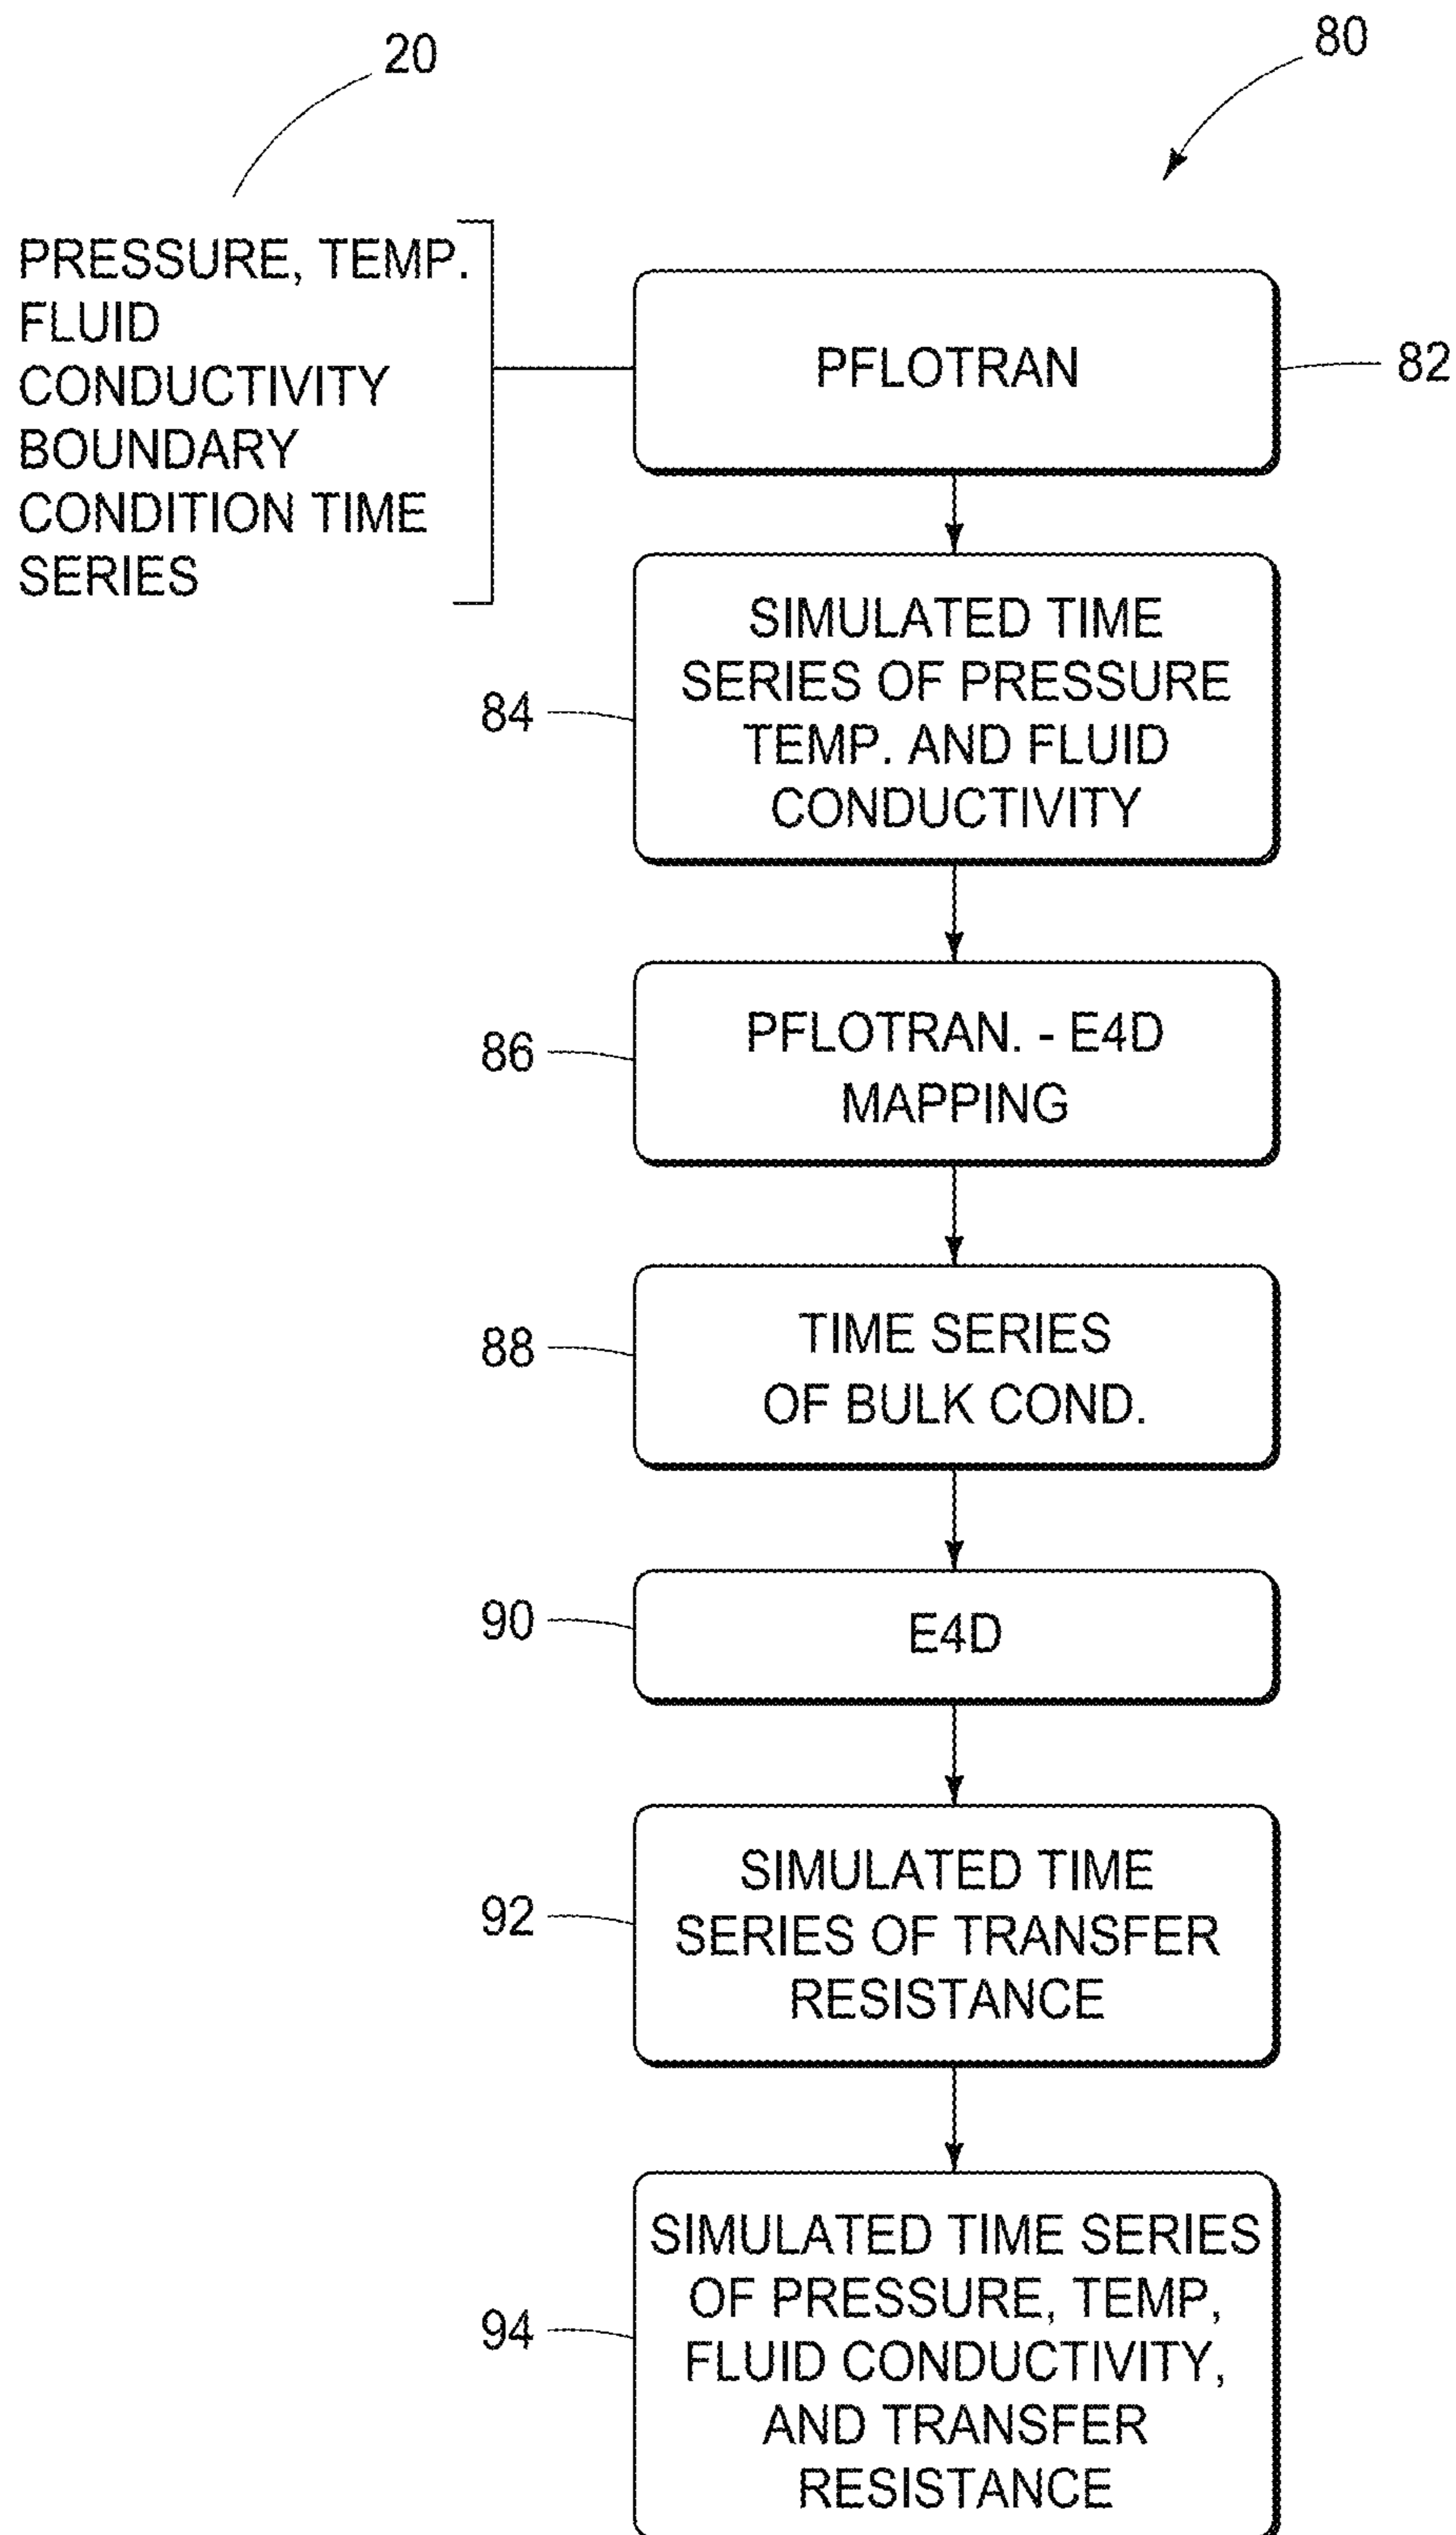 20
80
PRESSURE, TEMP.
FLUID
CONDUCTIVITY
BOUNDARY
CONDITION TIME
SERIES
PFLOTRAN
82
SIMULATED TIME
SERIES OF PRESSURE
TEMP. AND FLUID
CONDUCTIVITY
84
PFLOTRAN. - E4D
MAPPING
86
TIME SERIES
OF BULK COND.
88
E4D
90
SIMULATED TIME
SERIES OF TRANSFER
RESISTANCE
92
SIMULATED TIME SERIES
OF PRESSURE, TEMP,
FLUID CONDUCTIVITY,
AND TRANSFER
RESISTANCE
94